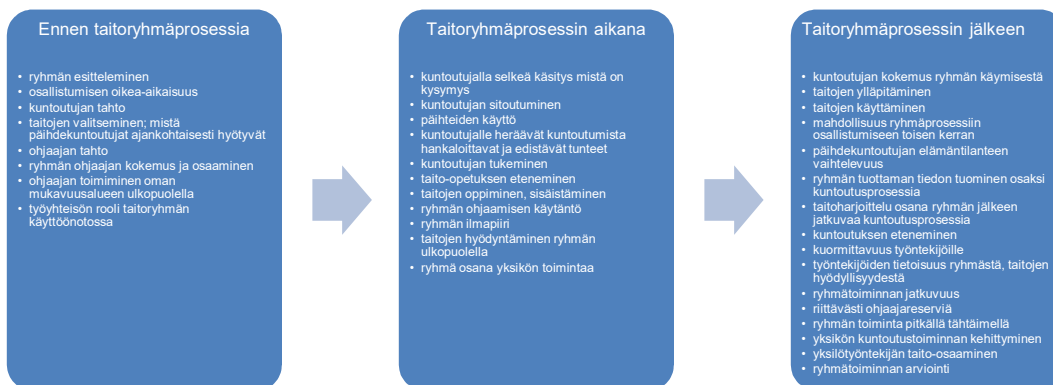 Ennen taitoryhmäprosessia
• ryhmän esitteleminen
• osallistumisen oikea-aikaisuus
• kuntoutujan tahto
• taitojen valitseminen; mistä
päihdekuntoutujat ajankohtaisesti hyötyvät
• ohjaajan tahto
• ryhmän ohjaajan kokemus ja osaaminen
• ohjaajan toimiminen oman
mukavuusalueen ulkopuolella
• työyhteisön rooli taitoryhmän
käyttöönotossa
Taitoryhmäprosessin aikana
• kuntoutujalla selkeä käsitys mistä on
kysymys
• kuntoutujan sitoutuminen
• päihteiden käyttö
• kuntoutujalle heräävät kuntoutumista
hankaloittavat ja edistävät tunteet
• kuntoutujan tukeminen
• taito-opetuksen eteneminen
• taitojen oppiminen, sisäistäminen
• ryhmän ohjaamisen käytäntö
• ryhmän ilmapiiri
• taitojen hyödyntäminen ryhmän
ulkopuolella
• ryhmä osana yksikön toimintaa
Taitoryhmäprosessin jälkeen
• kuntoutujan kokemus ryhmän käymisestä
• taitojen ylläpitäminen
• taitojen käyttäminen
• mahdollisuus ryhmäprosessiin
osallistumiseen toisen kerran
• päihdekuntoutujan elämäntilanteen
vaihtelevuus
• ryhmän tuottaman tiedon tuominen osaksi
kuntoutusprosessia
• taitoharjoittelu osana ryhmän jälkeen
jatkuvaa kuntoutusprosessia
• kuntoutuksen eteneminen
• kuormittavuus työntekijöille
• työntekijöiden tietoisuus ryhmästä, taitojen
hyödyllisyydestä
• ryhmätoiminnan jatkuvuus
• riittävästi ohjaajareserviä
• ryhmän toiminta pitkällä tähtäimellä
• yksikön kuntoutustoiminnan kehittyminen
• yksilötyöntekijän taito-osaaminen
• ryhmätoiminnan arviointi